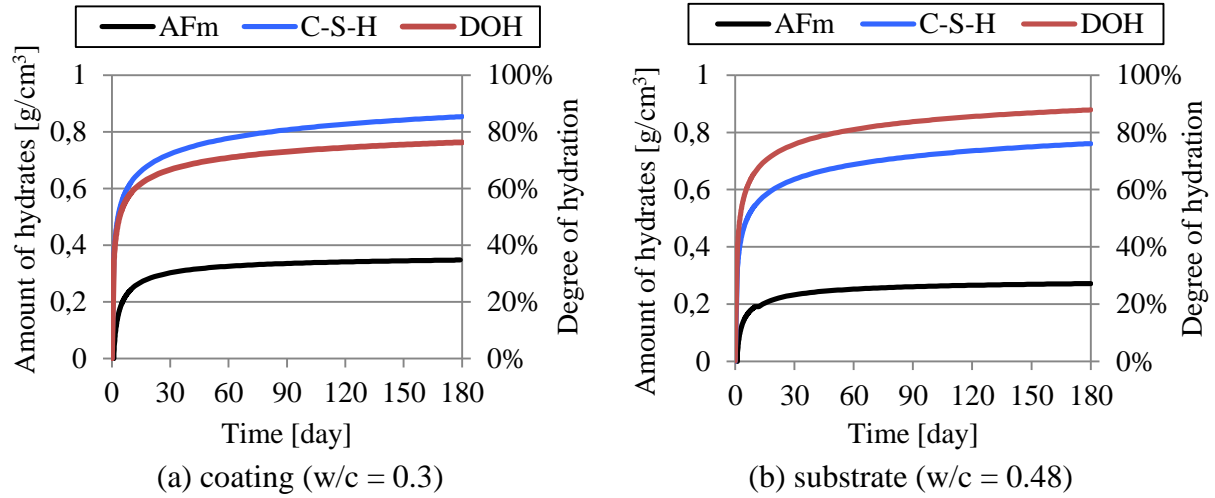 AFm C-S-H DOH
Amount of hydrates [g/cm³]
1
0,8
0,6
0,4
0,2
0
100%
80%
60%
40%
20%
0%
Degree of hydration
0 30 60 90 120 150 180
Time [day]
(a) coating (w/c = 0.3)
AFm C-S-H DOH
Amount of hydrates [g/cm³]
1
0,8
0,6
0,4
0,2
0
100%
80%
60%
40%
20%
0%
Degree of hydration
0 30 60 90 120 150 180
Time [day]
(b) substrate (w/c = 0.48)